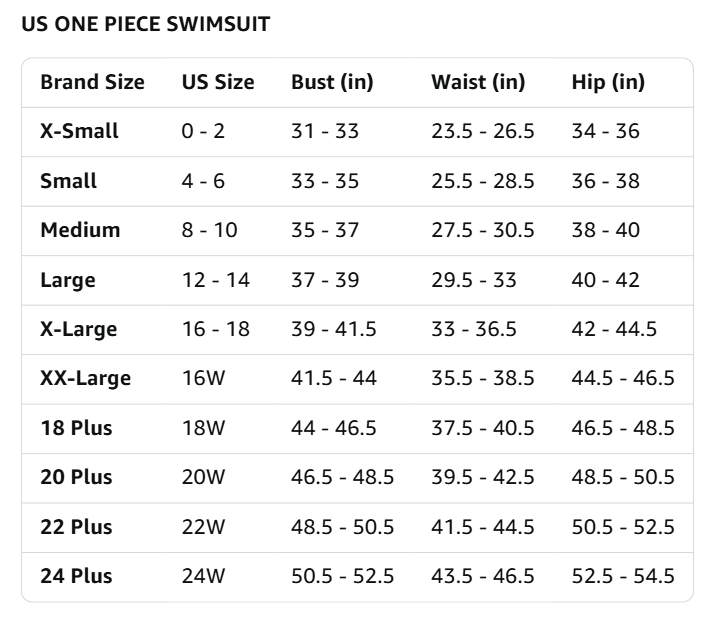 US ONE PIECE SWIMSUIT
Brand Size US Size Bust (in) Waist (in) Hip (in)
X-Small 0 - 2 31 - 33 23.5 - 26.5 34 - 36
Small 4 - 6 33 - 35 25.5 - 28.5 36 - 38
Medium 8 - 10 35 - 37 27.5 - 30.5 38 - 40
Large 12 - 14 37 - 39 29.5 - 33 40 - 42
X-Large 16 - 18 39 - 41.5 33 - 36.5 42 - 44.5
XX-Large 16W 41.5 - 44 35.5 - 38.5 44.5 - 46.5
18 Plus 18W 44 - 46.5 37.5 - 40.5 46.5 - 48.5
20 Plus 20W 46.5 - 48.5 39.5 - 42.5 48.5 - 50.5
22 Plus 22W 48.5 - 50.5 41.5 - 44.5 50.5 - 52.5
24 Plus 24W 50.5 - 52.5 43.5 - 46.5 52.5 - 54.5